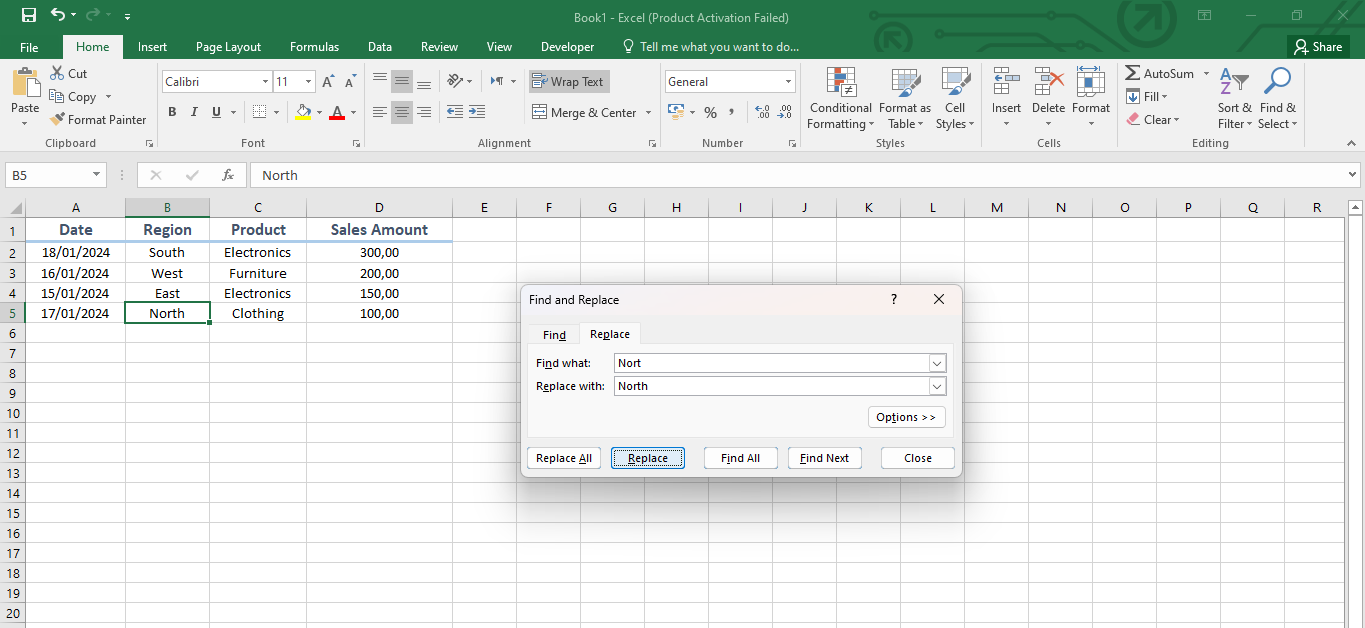 Book1 - Excel (Product Activation Failed)
File Home Insert Page Layout Formulas Data Review View Developer Tell me what you want to do... Share
Paste Cut Copy Format Painter Clipboard
Calibri 11 A A B I U A Font
Wrap Text Merge & Center Alignment
General % , ,0 ,00 ,00 ,0 Number
Conditional Formatting Format as Table Cell Styles Styles
Insert Delete Format Cells
AutoSum Fill Clear Sort & Filter Find & Select Editing
B5 fx North
A B C D E F G H I J K L M N O P Q R
1 Date Region Product Sales Amount
2 18/01/2024 South Electronics 300,00
3 16/01/2024 West Furniture 200,00
4 15/01/2024 East Electronics 150,00
5 17/01/2024 North Clothing 100,00
6
7
8
9
10
11
12
13
14
15
16
17
18
19
20
Find and Replace ?
Find Replace
Find what: Nort
Replace with: North
Options >>
Replace All Replace Find All Find Next Close